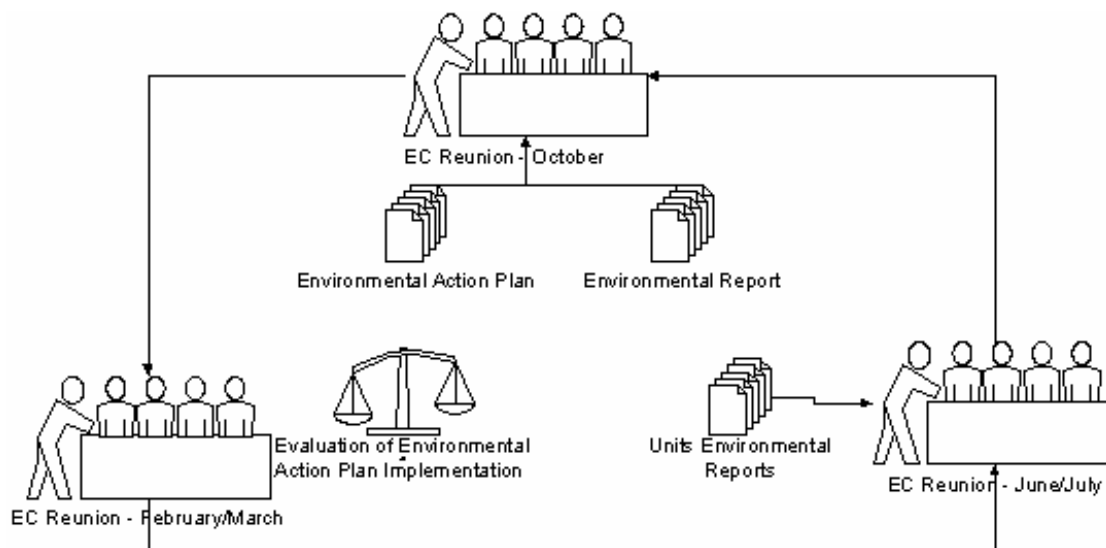 EC Reunion - October
Environmental Action Plan
Environmental Report
Evaluation of Environmental
Action Plan Implementation
Units Environmental
Reports
EC Reunion - February/March
EC Reunion - June/July